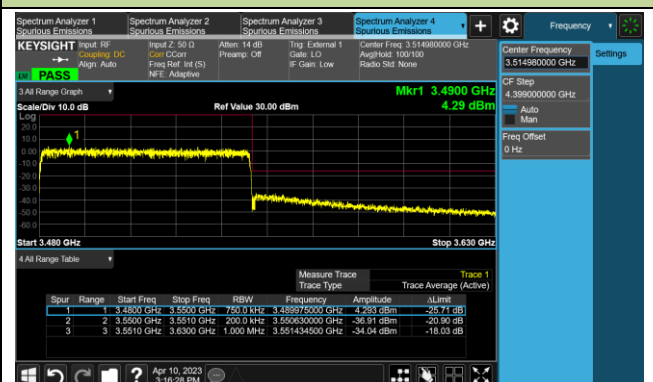 Spectrum Analyzer 1
Spurious Emissions
Spectrum Analyzer 2
Spurious Emissions
Spectrum Analyzer 3
Spurious Emissions
Spectrum Analyzer 4
Spurious Emissions
Frequency
KEYSIGHT
Input: RF
Coupling: DC
Align: Auto
Input Z: 50 Ω
Corr CCorr
Freq Ref: Int (S)
NFE: Adaptive
Atten: 14 dB
Preamp: Off
Trig: External 1
Gate: LO
IF Gain: Low
Center Freq: 3.514980000 GHz
Avg|Hold: 100/100
Radio Std: None
LM PASS
Center Frequency
3.514980000 GHz
Settings
CF Step
4.399000000 GHz
Auto
Man
Freq Offset
0 Hz
3 All Range Graph
Mkr1 3.4900 GHz
4.29 dBm
Scale/Div 10.0 dB
Ref Value 30.00 dBm
Log
20.0
10.0
0.00
-10.0
-20.0
-30.0
-40.0
-50.0
-60.0
1
Start 3.480 GHz
Stop 3.630 GHz
4 All Range Table
Measure Trace Trace 1
Trace Type Trace Average (Active)
Spur Range Start Freq Stop Freq RBW Frequency Amplitude ΔLimit
1 1 3.4800 GHz 3.5500 GHz 750.0 kHz 3.489975000 GHz 4.293 dBm -25.71 dB
2 2 3.5500 GHz 3.5510 GHz 200.0 kHz 3.550630000 GHz -36.91 dBm -20.90 dB
3 3 3.5510 GHz 3.6300 GHz 1.000 MHz 3.551434500 GHz -34.04 dBm -18.03 dB
Apr 10, 2023
3:16:28 PM